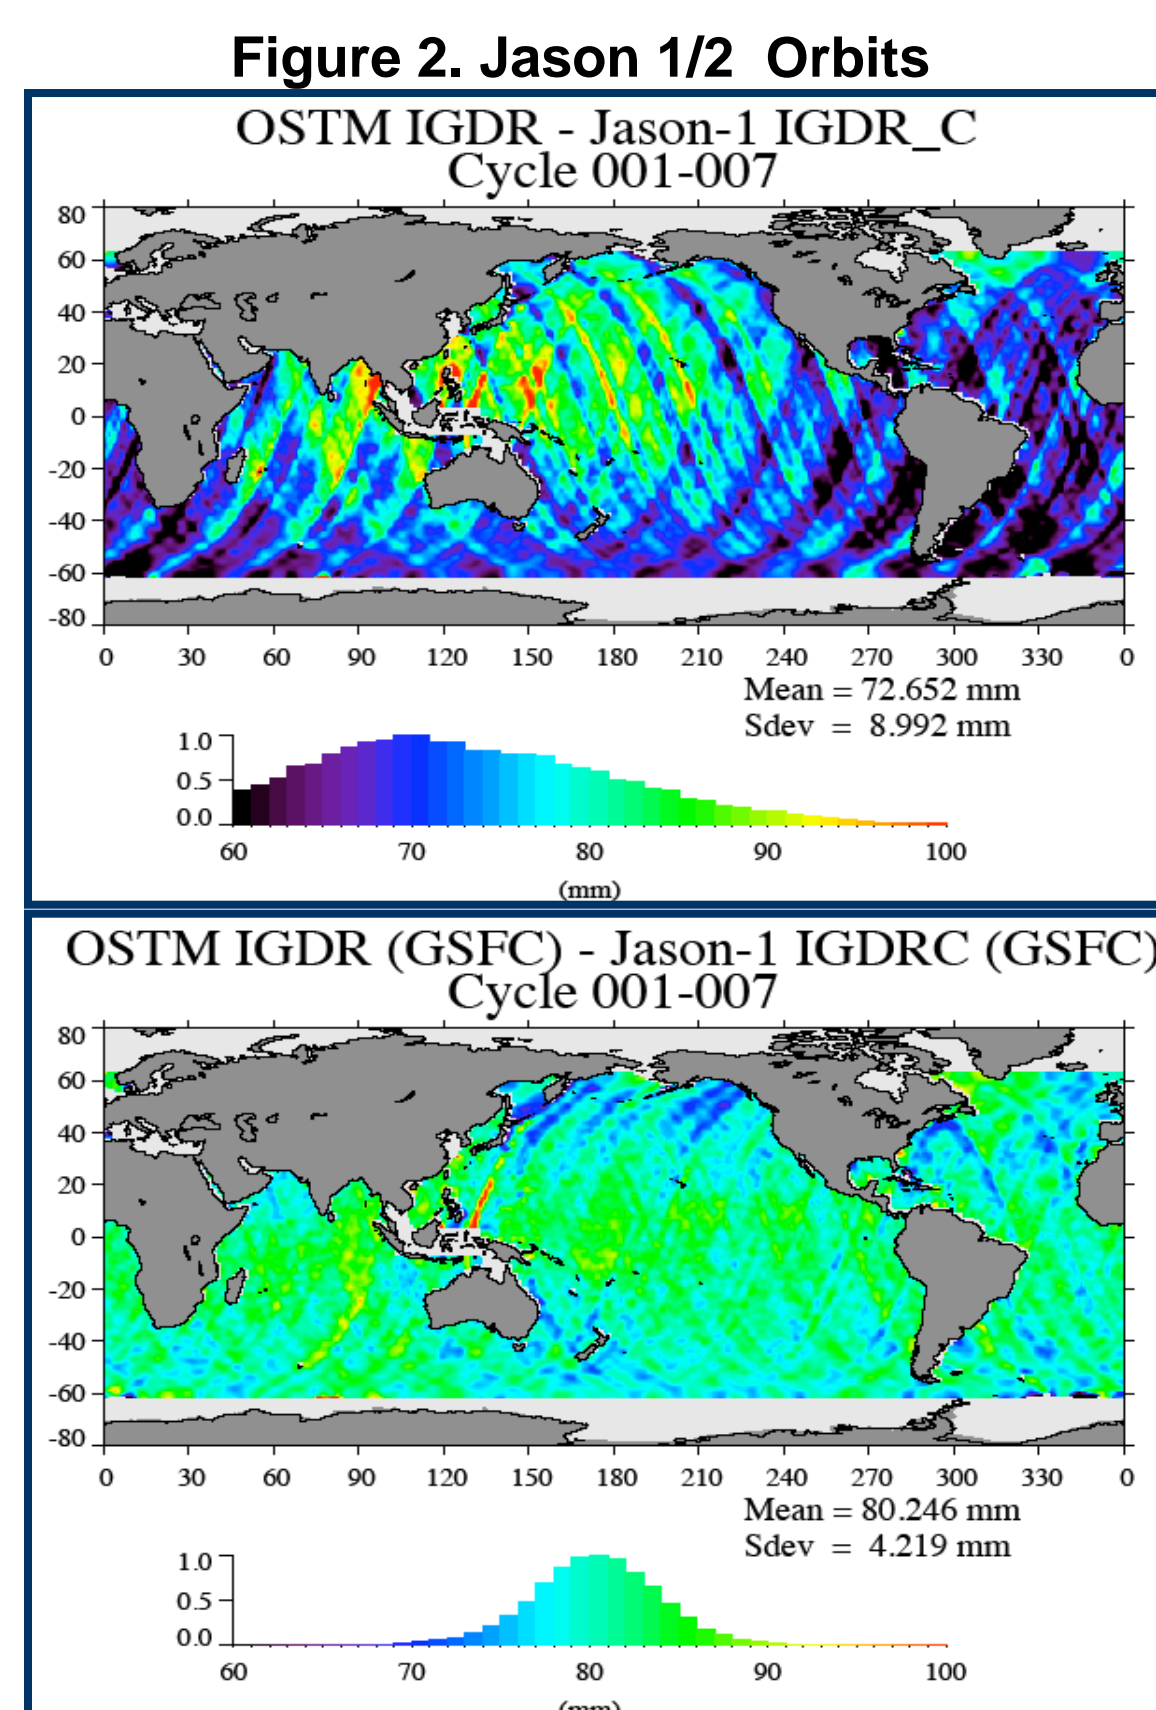 Figure 2. Jason 1/2 Orbits
OSTM IGDR - Jason-1 IGDR_C
Cycle 001-007
80
60
40
20
0
-20
-40
-60
-80
0 30 60 90 120 150 180 210 240 270 300 330 0
Mean = 72.652 mm
Sdev = 8.992 mm
1.0
0.5
0.0
60 70 80 90 100
(mm)
OSTM IGDR (GSFC) - Jason-1 IGDRC (GSFC)
Cycle 001-007
80
60
40
20
0
-20
-40
-60
-80
0 30 60 90 120 150 180 210 240 270 300 330 0
Mean = 80.246 mm
Sdev = 4.219 mm
1.0
0.5
0.0
60 70 80 90 100
(mm)